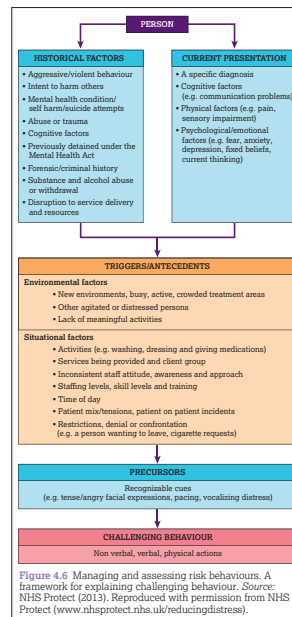 PERSON
HISTORICAL FACTORS
• Aggressive/violent behaviour
• Intent to harm others
• Mental health condition/
self harm/suicide attempts
• Abuse or trauma
• Cognitive factors
• Previously detained under the
Mental Health Act
• Forensic/criminal history
• Substance and alcohol abuse
or withdrawal
• Disruption to service delivery
and resources
CURRENT PRESENTATION
• A specific diagnosis
• Cognitive factors
(e.g. communication problems)
• Physical factors (e.g. pain,
sensory impairment)
• Psychological/emotional
factors (e.g. fear, anxiety,
depression, fixed beliefs,
current thinking)
TRIGGERS/ANTECEDENTS
Environmental factors
• New environments, busy, active, crowded treatment areas
• Other agitated or distressed persons
• Lack of meaningful activities
Situational factors
• Activities (e.g. washing, dressing and giving medications)
• Services being provided and client group
• Inconsistent staff attitude, awareness and approach
• Staffing levels, skill levels and training
• Time of day
• Patient mix/tensions, patient on patient incidents
• Restrictions, denial or confrontation
(e.g. a person wanting to leave, cigarette requests)
PRECURSORS
Recognizable cues
(e.g. tense/angry facial expressions, pacing, vocalizing distress)
CHALLENGING BEHAVIOUR
Non verbal, verbal, physical actions
Figure 4.6 Managing and assessing risk behaviours. A
framework for explaining challenging behaviour. Source:
NHS Protect (2013). Reproduced with permission from NHS
Protect (www.nhsprotect.nhs.uk/reducingdistress).